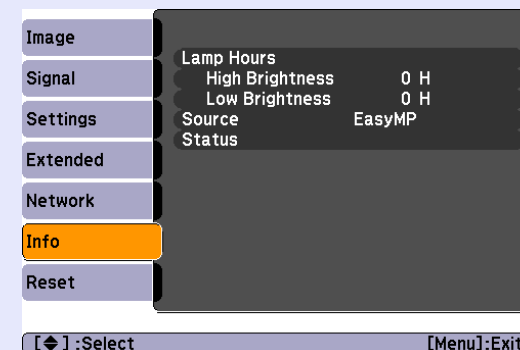 Image
Signal
Settings
Extended
Network
Info
Reset
Lamp Hours
High Brightness 0 H
Low Brightness 0 H
Source EasyMP
Status
[◆] :Select [Menu]:Exit